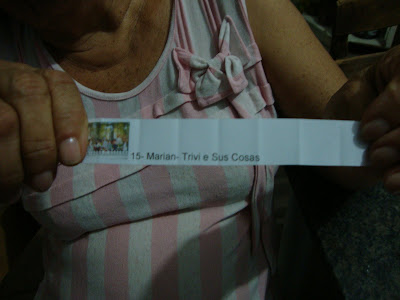 15- Marian- Trivi e Sus Cosas